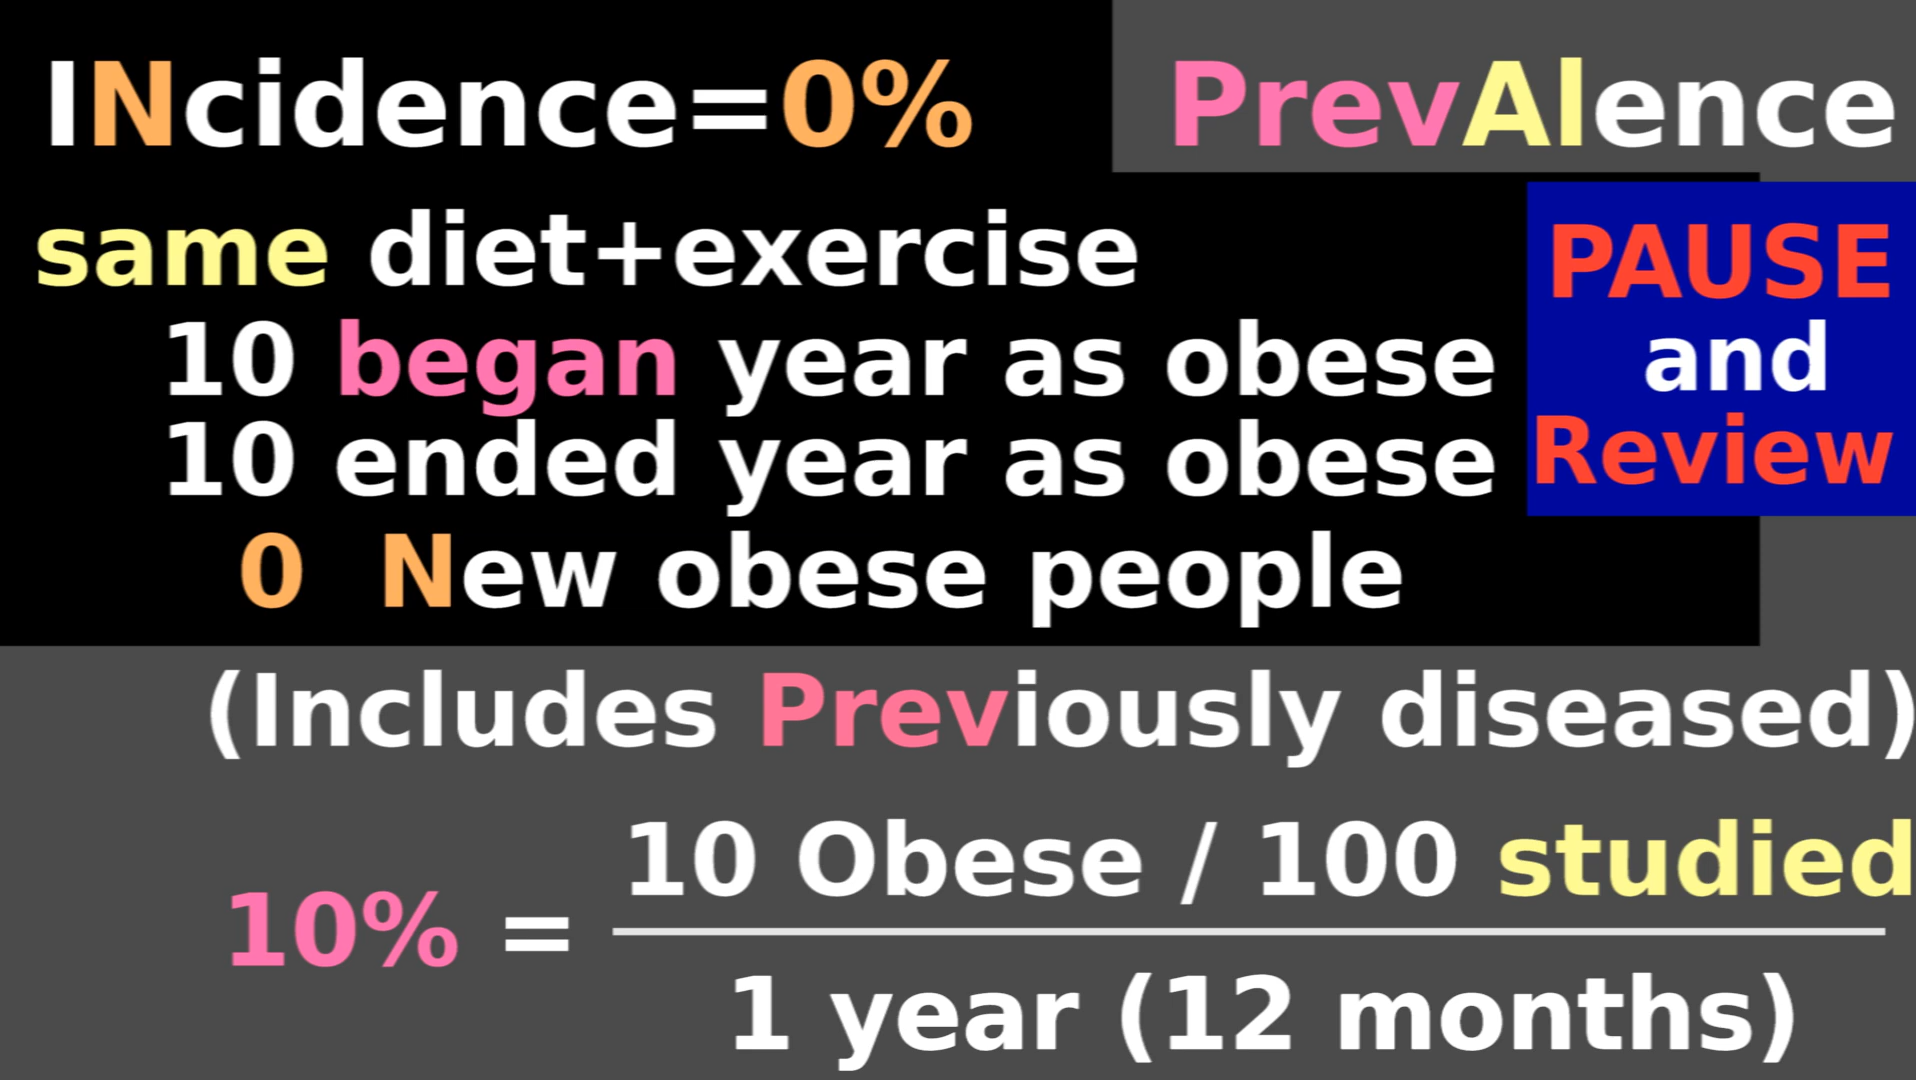 INcidence=0%
PrevAlence
same diet+exercise
10 began year as obese
10 ended year as obese
0 New obese people
PAUSE
and
Review
(Includes Previously diseased)
10% = 10 Obese / 100 studied
1 year (12 months)